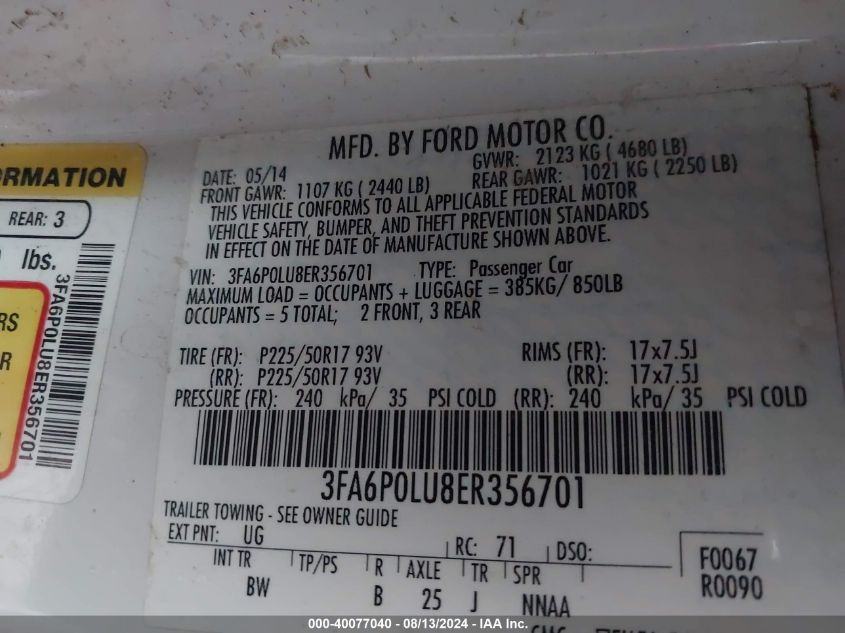 MFD. BY FORD MOTOR CO.
DATE: 05/14 GVWR: 2123 KG ( 4680 LB)
FRONT GAWR: 1107 KG ( 2440 LB) REAR GAWR: 1021 KG ( 2250 LB)
THIS VEHICLE CONFORMS TO ALL APPLICABLE FEDERAL MOTOR
VEHICLE SAFETY, BUMPER, AND THEFT PREVENTION STANDARDS
IN EFFECT ON THE DATE OF MANUFACTURE SHOWN ABOVE.
VIN: 3FA6P0LU8ER356701 TYPE: Passenger Car
MAXIMUM LOAD = OCCUPANTS + LUGGAGE = 385KG/ 850LB
OCCUPANTS = 5 TOTAL; 2 FRONT, 3 REAR
TIRE (FR): P225/50R17 93V RIMS (FR): 17x7.5J
(RR): P225/50R17 93V (RR): 17x7.5J
PRESSURE (FR): 240 kPa/ 35 PSI COLD (RR): 240 kPa/ 35 PSI COLD
3FA6P0LU8ER356701
TRAILER TOWING - SEE OWNER GUIDE
EXT PNT: UG RC: 71 DSO: F0067
INT TR TP/PS R AXLE TR SPR R0090
BW B 25 J NNAA
REAR: 3
lbs.
3FA6P0LU8ER356701
000-40077040 - 08/13/2024 - IAA Inc.